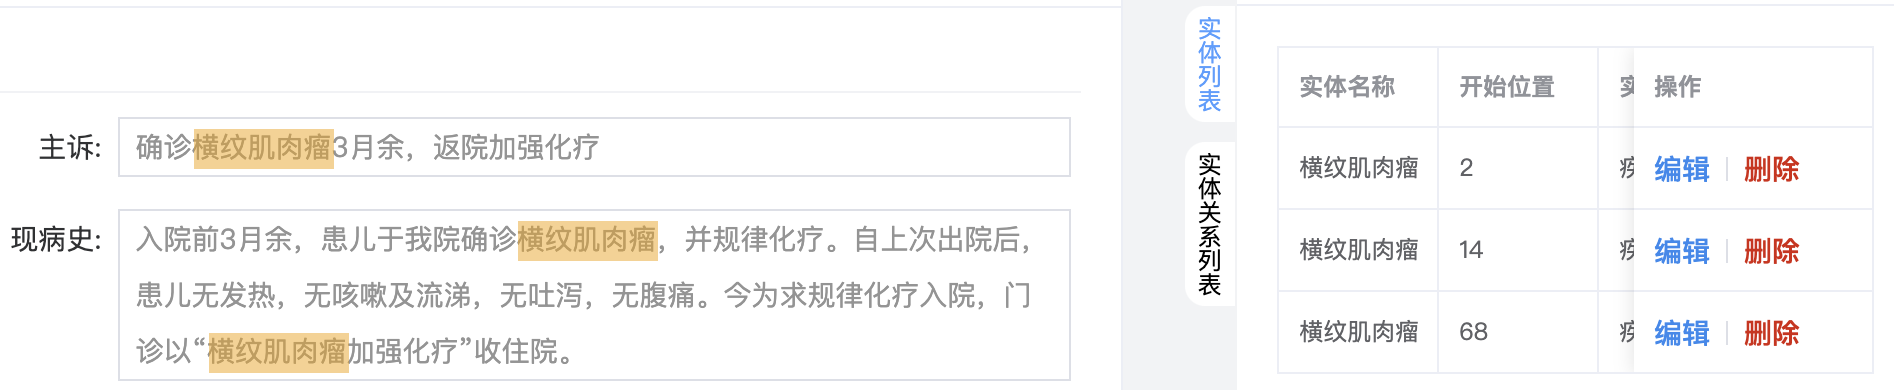 主诉:
确诊横纹肌肉瘤3月余，返院加强化疗
现病史:
入院前3月余，患儿于我院确诊横纹肌肉瘤，并规律化疗。自上次出院后，
患儿无发热，无咳嗽及流涕，无吐泻，无腹痛。今为求规律化疗入院，门
诊以“横纹肌肉瘤加强化疗”收住院。
实体列表
实体关系列表
实体名称 开始位置 实 操作
横纹肌肉瘤 2 疾 编辑 删除
横纹肌肉瘤 14 疾 编辑 删除
横纹肌肉瘤 68 疾 编辑 删除